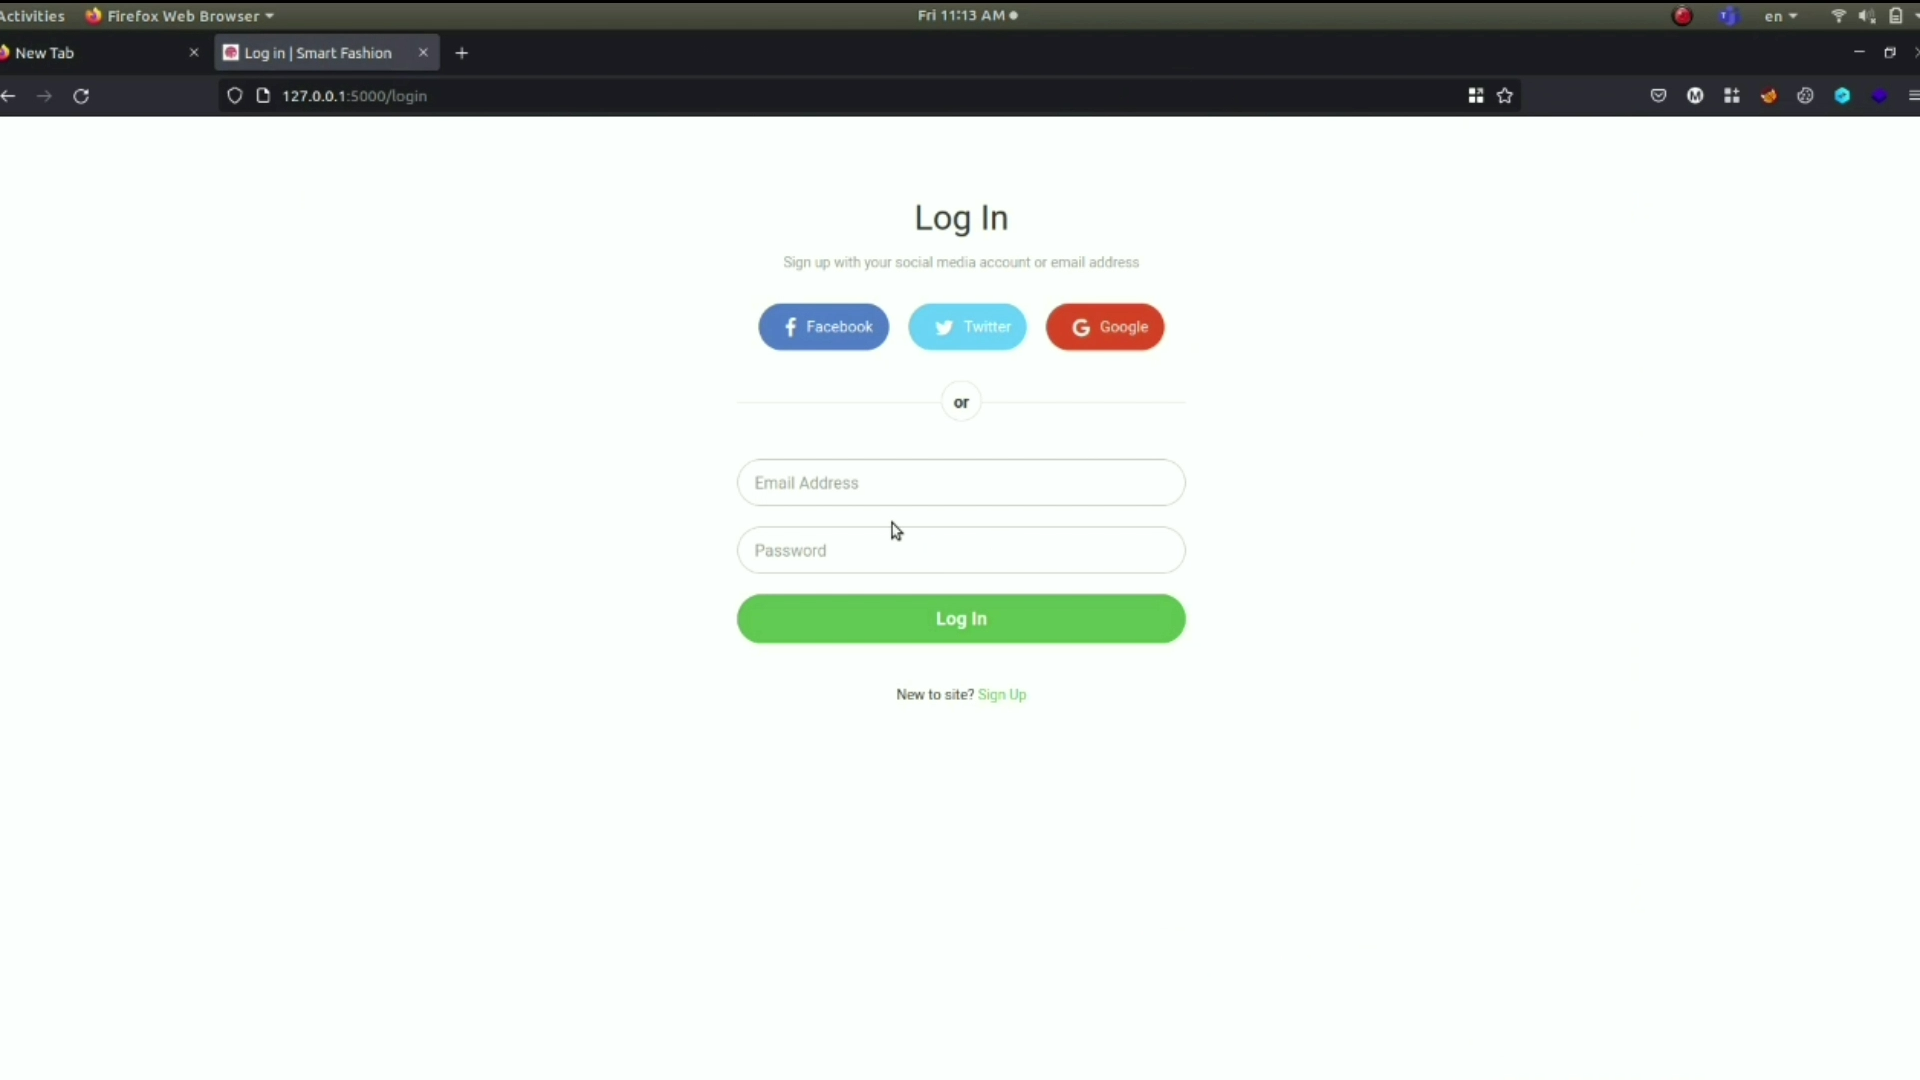 Activities Firefox Web Browser Fri 11:13 AM en
New Tab Log in | Smart Fashion
127.0.0.1:5000/login
Log In
Sign up with your social media account or email address
Facebook Twitter Google
or
Email Address
Password
Log In
New to site? Sign Up